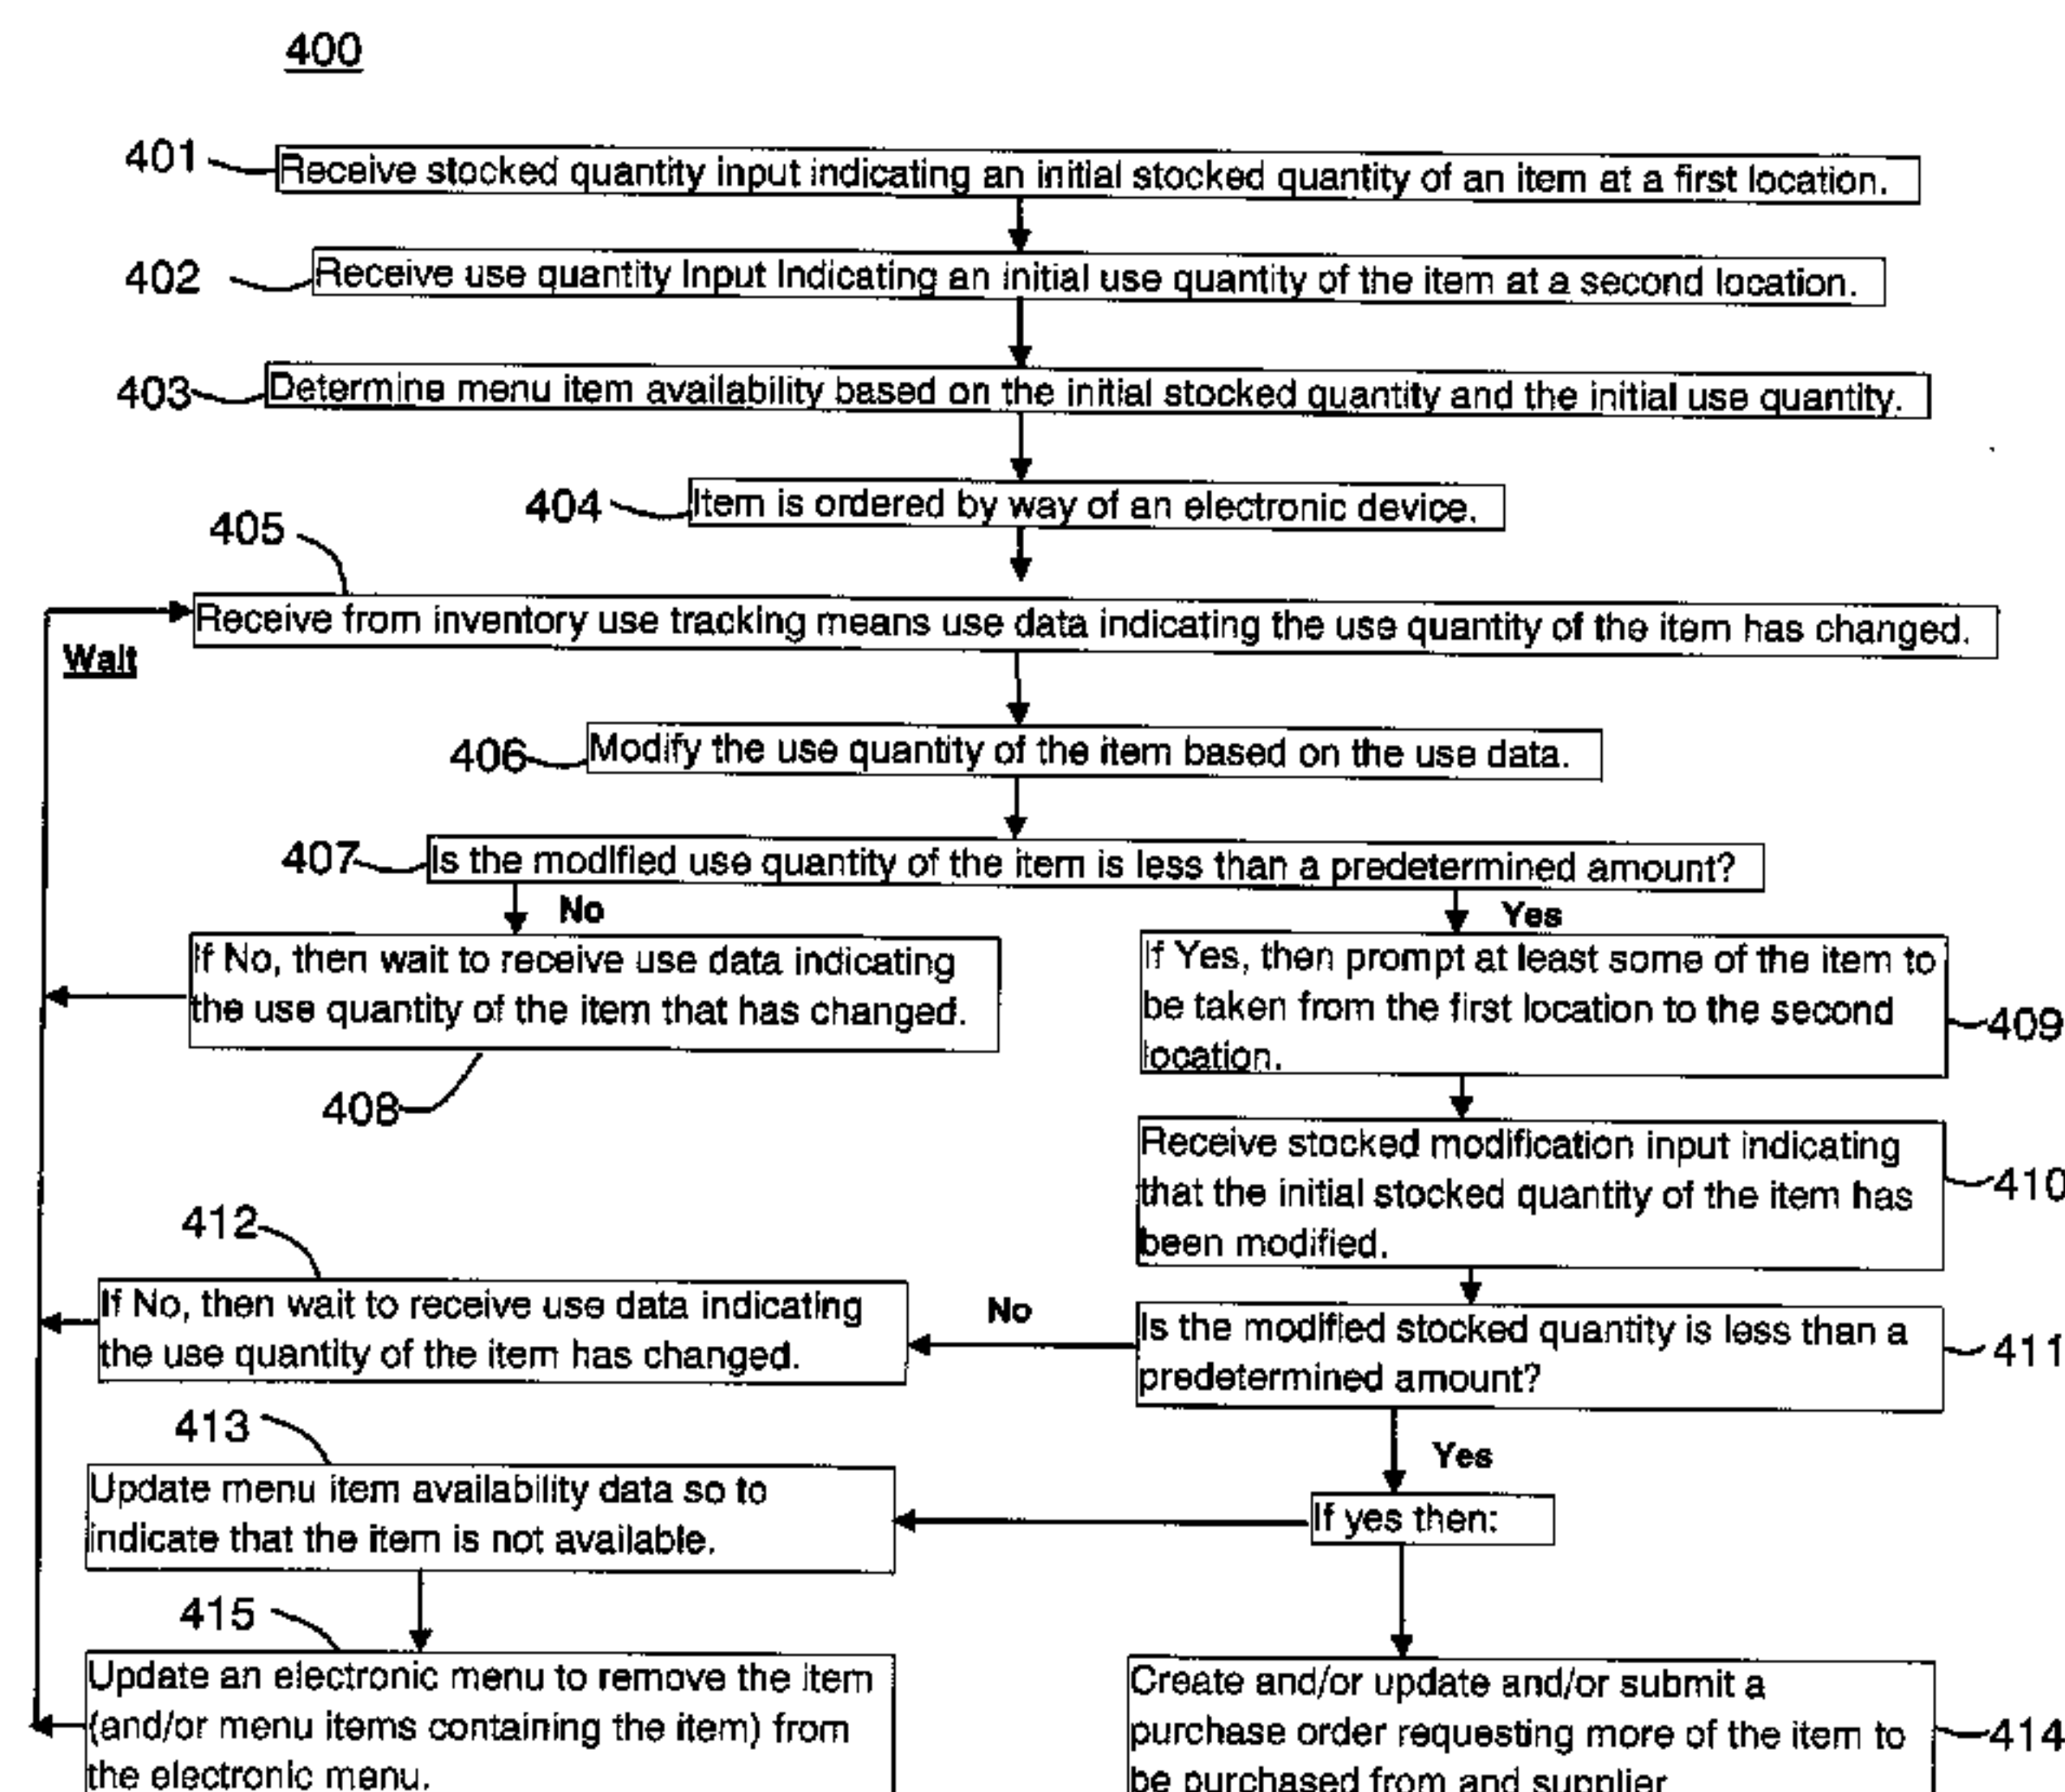 400
401
Receive stocked quantity input indicating an initial stocked quantity of an item at a first location.
402
Receive use quantity Input Indicating an initial use quantity of the item at a second location.
403
Determine menu item availability based on the initial stocked quantity and the initial use quantity.
404
Item is ordered by way of an electronic device.
405
Receive from inventory use tracking means use data indicating the use quantity of the item has changed.
Wait
406
Modify the use quantity of the item based on the use data.
407
Is the modified use quantity of the item is less than a predetermined amount?
No
Yes
If No, then wait to receive use data indicating
the use quantity of the item that has changed.
408
If Yes, then prompt at least some of the item to
be taken from the first location to the second
location.
409
Receive stocked modification input indicating
that the initial stocked quantity of the item has
been modified.
410
412
If No, then wait to receive use data indicating
the use quantity of the item has changed.
No
Is the modified stocked quantity is less than a
predetermined amount?
411
413
Update menu item availability data so to
indicate that the item is not available.
Yes
If yes then:
415
Update an electronic menu to remove the item
(and/or menu items containing the item) from
the electronic menu.
Create and/or update and/or submit a
purchase order requesting more of the item to
be purchased from and supplier
414